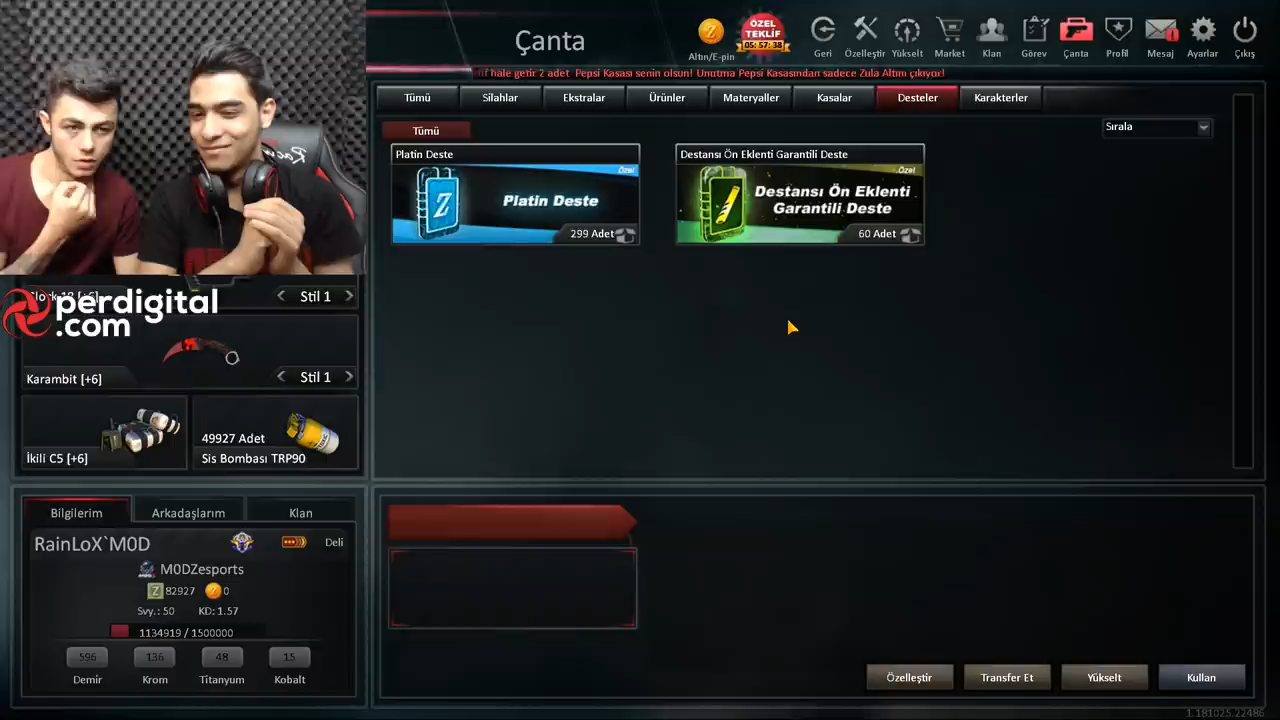 Çanta
Altın/E-pin
ÖZEL
TEKLİF
05:57:38
Geri
Özelleştir
Yükselt
Market
Klan
Görev
Çanta
Profil
Mesaj
Ayarlar
Çıkış
hale getir 2 adet Pepsi Kasası senin olsun! Unutma Pepsi Kasasından sadece Zula Altını çıkıyor!
Tümü
Silahlar
Ekstralar
Ürünler
Materyaller
Kasalar
Desteler
Karakterler
Tümü
Sırala
Platin Deste
Özel
Platin Deste
299 Adet
Destansı Ön Eklenti Garantili Deste
Özel
Destansı Ön Eklenti
Garantili Deste
60 Adet
Stil 1
perdigital
.com
Karambit [+6]
Stil 1
İkili C5 [+6]
49927 Adet
Sis Bombası TRP90
Bilgilerim
Arkadaşlarım
Klan
RainLoX`M0D
Deli
M0DZesports
82927
0
Svy.: 50
KD: 1.57
1134919 / 1500000
596
136
48
15
Demir
Krom
Titanyum
Kobalt
Özelleştir
Transfer Et
Yükselt
Kullan
1.181025.22486